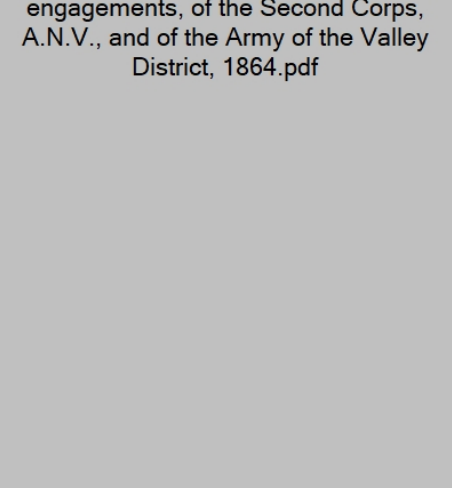 engagements, of the Second Corps,
A.N.V., and of the Army of the Valley
District, 1864.pdf